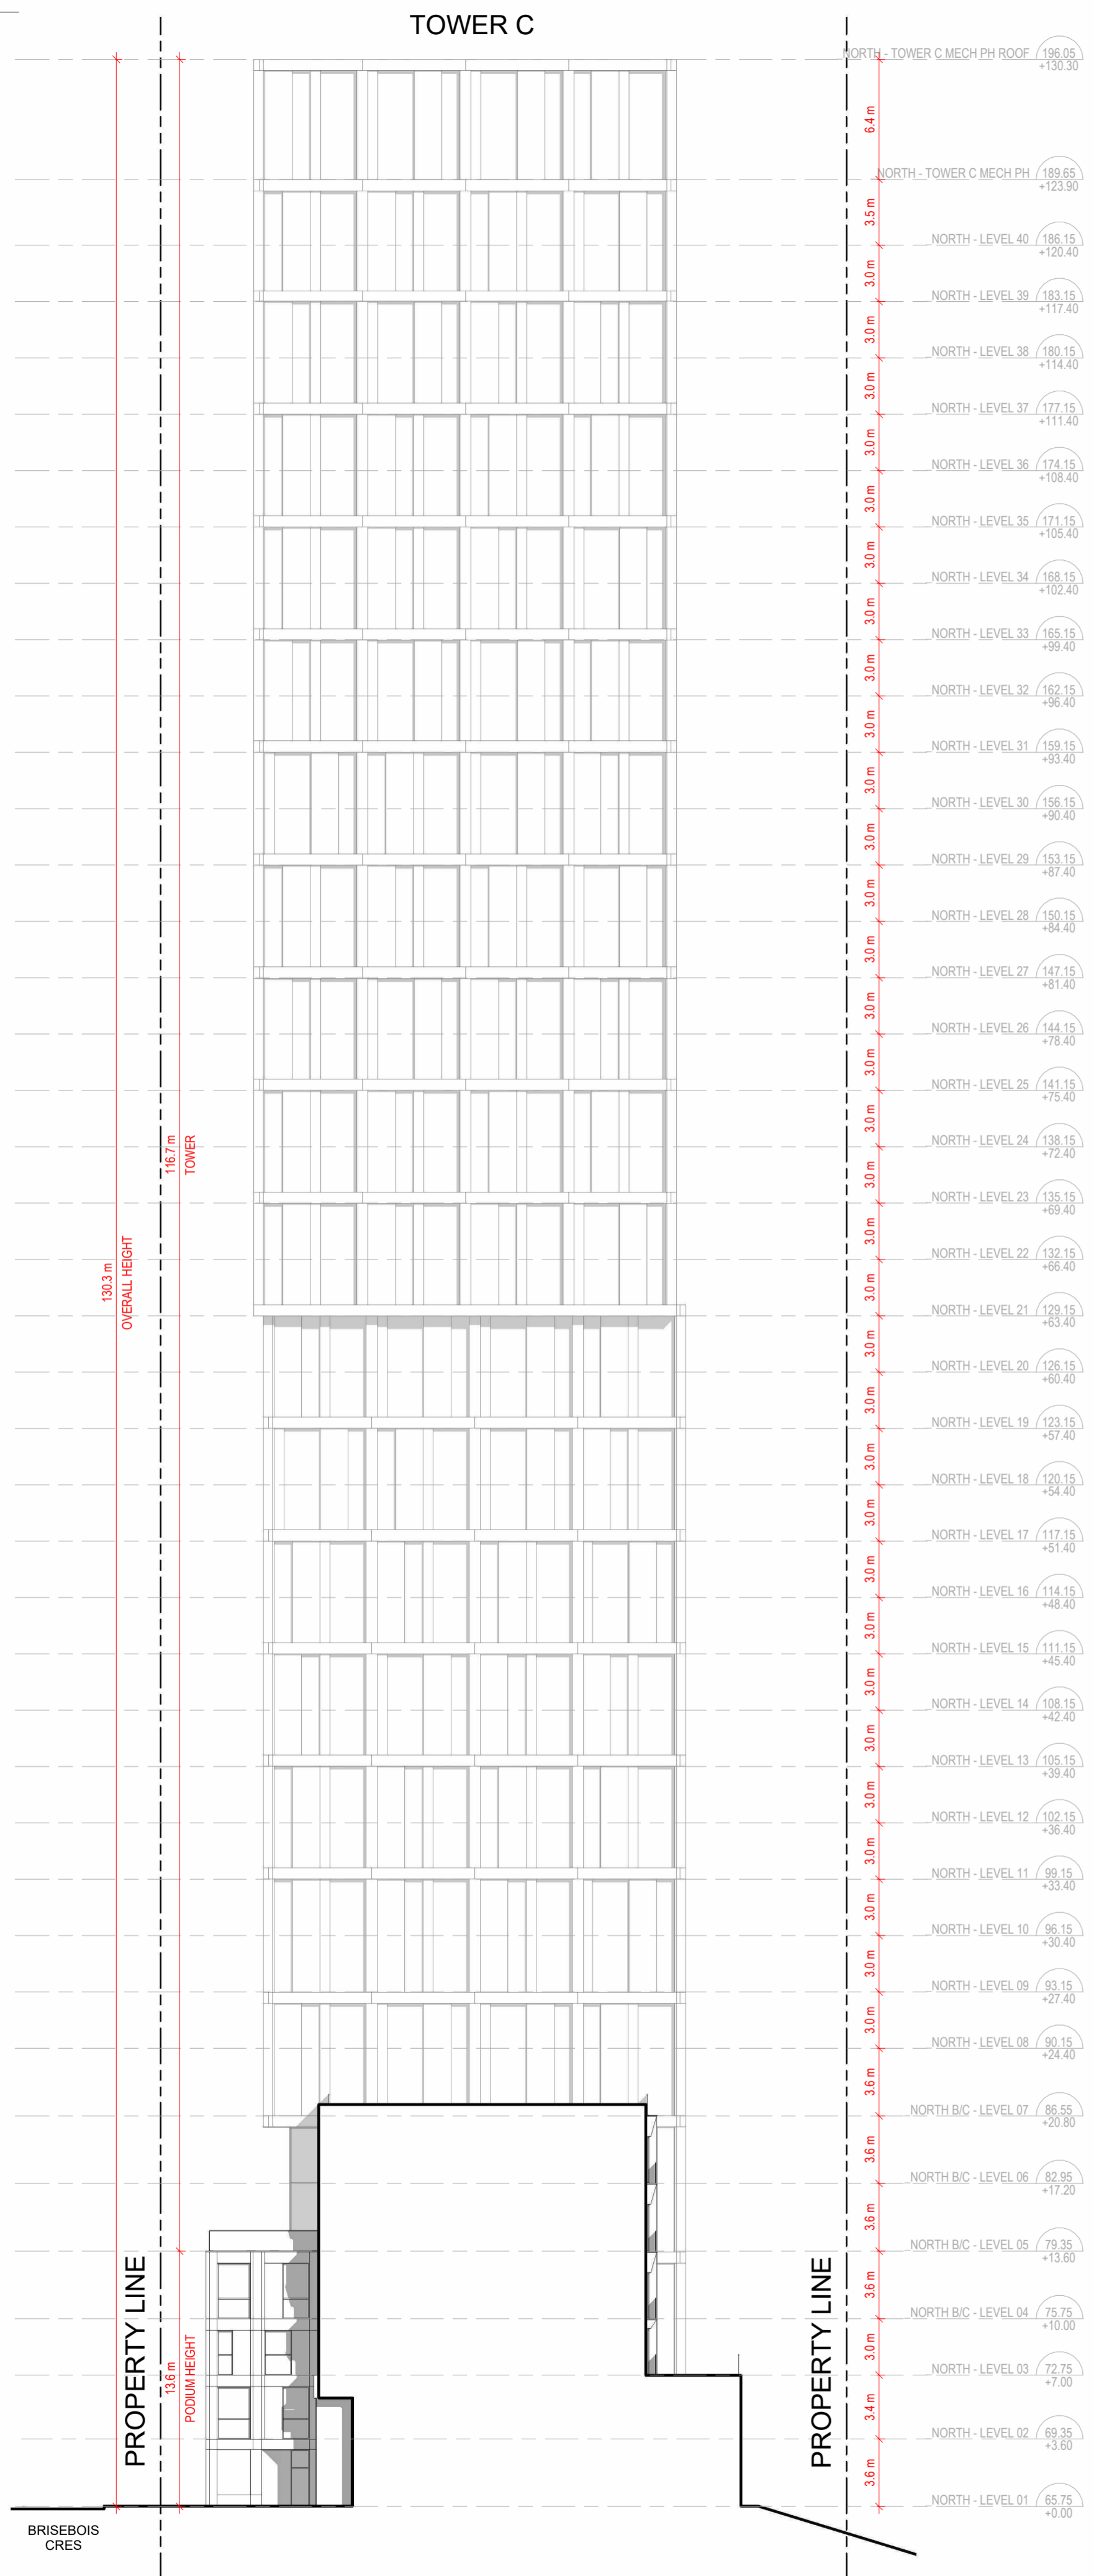 TOWER C
NORTH - TOWER C MECH PH ROOF 196.05
+130.30
6.4 m
NORTH - TOWER C MECH PH 189.65
+123.90
3.5 m
NORTH - LEVEL 40 186.15
+120.40
3.0 m
NORTH - LEVEL 39 183.15
+117.40
3.0 m
NORTH - LEVEL 38 180.15
+114.40
3.0 m
NORTH - LEVEL 37 177.15
+111.40
3.0 m
NORTH - LEVEL 36 174.15
+108.40
3.0 m
NORTH - LEVEL 35 171.15
+105.40
3.0 m
NORTH - LEVEL 34 168.15
+102.40
3.0 m
NORTH - LEVEL 33 165.15
+99.40
3.0 m
NORTH - LEVEL 32 162.15
+96.40
3.0 m
NORTH - LEVEL 31 159.15
+93.40
3.0 m
NORTH - LEVEL 30 156.15
+90.40
3.0 m
NORTH - LEVEL 29 153.15
+87.40
3.0 m
NORTH - LEVEL 28 150.15
+84.40
3.0 m
NORTH - LEVEL 27 147.15
+81.40
3.0 m
NORTH - LEVEL 26 144.15
+78.40
3.0 m
NORTH - LEVEL 25 141.15
+75.40
3.0 m
NORTH - LEVEL 24 138.15
+72.40
3.0 m
NORTH - LEVEL 23 135.15
+69.40
3.0 m
NORTH - LEVEL 22 132.15
+66.40
3.0 m
NORTH - LEVEL 21 129.15
+63.40
3.0 m
NORTH - LEVEL 20 126.15
+60.40
3.0 m
NORTH - LEVEL 19 123.15
+57.40
3.0 m
NORTH - LEVEL 18 120.15
+54.40
3.0 m
NORTH - LEVEL 17 117.15
+51.40
3.0 m
NORTH - LEVEL 16 114.15
+48.40
3.0 m
NORTH - LEVEL 15 111.15
+45.40
3.0 m
NORTH - LEVEL 14 108.15
+42.40
3.0 m
NORTH - LEVEL 13 105.15
+39.40
3.0 m
NORTH - LEVEL 12 102.15
+36.40
3.0 m
NORTH - LEVEL 11 99.15
+33.40
3.0 m
NORTH - LEVEL 10 96.15
+30.40
3.0 m
NORTH - LEVEL 09 93.15
+27.40
3.0 m
NORTH - LEVEL 08 90.15
+24.40
3.6 m
NORTH B/C - LEVEL 07 86.55
+20.80
3.6 m
NORTH B/C - LEVEL 06 82.95
+17.20
3.6 m
NORTH B/C - LEVEL 05 79.35
+13.60
3.6 m
NORTH B/C - LEVEL 04 75.75
+10.00
3.0 m
NORTH - LEVEL 03 72.75
+7.00
3.4 m
NORTH - LEVEL 02 69.35
+3.60
3.6 m
NORTH - LEVEL 01 65.75
+0.00
116.7 m
TOWER
130.3 m
OVERALL HEIGHT
13.6 m
PODIUM HEIGHT
PROPERTY LINE
PROPERTY LINE
BRISEBOIS
CRES